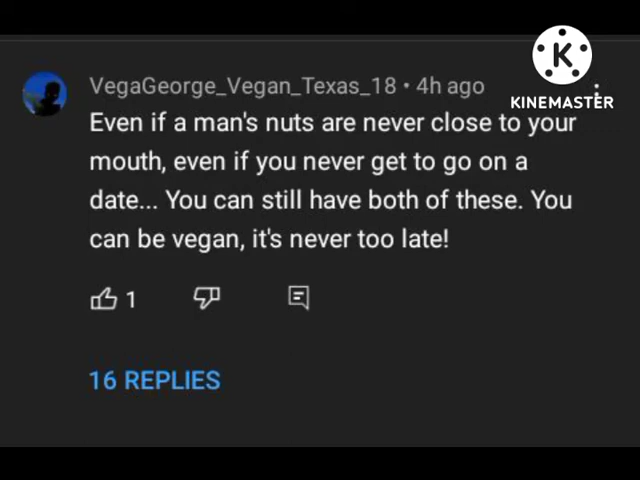 K
KINEMASTER
VegaGeorge_Vegan_Texas_18 • 4h ago
Even if a man's nuts are never close to your
mouth, even if you never get to go on a
date... You can still have both of these. You
can be vegan, it's never too late!
1
16 REPLIES